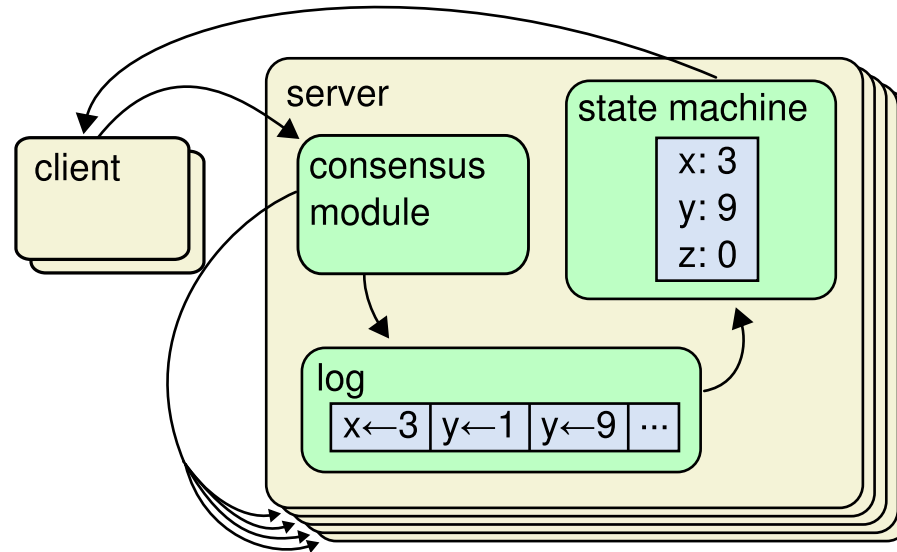 server
client
consensus
module
state machine
x: 3
y: 9
z: 0
log
x←3 y←1 y←9 ...